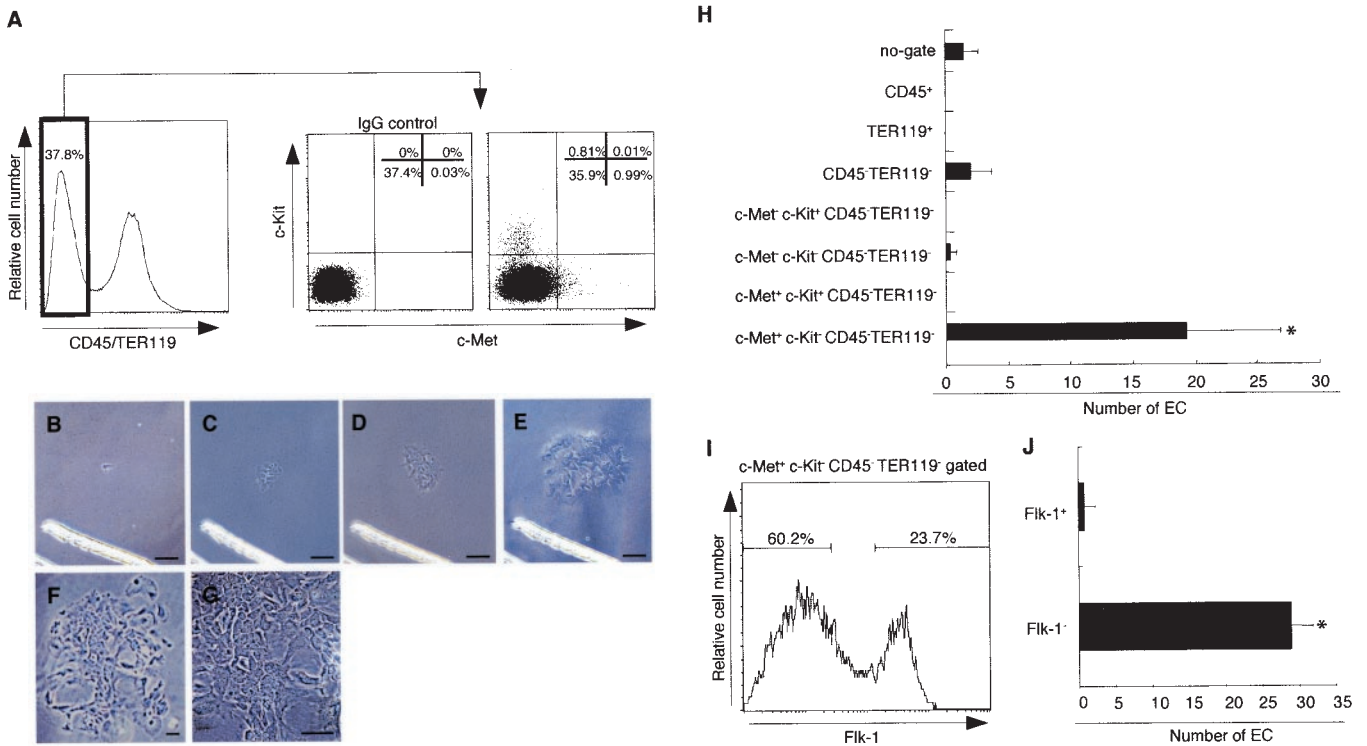 A
37.8%
Relative cell number
CD45/TER119
IgG control
0% 0%
37.4% 0.03%
0.81% 0.01%
35.9% 0.99%
c-Kit
c-Met
B
C
D
E
F
G
H
no-gate
CD45⁺
TER119⁺
CD45⁻TER119⁻
c-Met⁻ c-Kit⁺ CD45⁻TER119⁻
c-Met⁻ c-Kit⁻ CD45⁻TER119⁻
c-Met⁺ c-Kit⁺ CD45⁻TER119⁻
c-Met⁺ c-Kit⁻ CD45⁻TER119⁻
*
0 5 10 15 20 25 30
Number of EC
I
c-Met⁺ c-Kit⁻ CD45⁻ TER119⁻ gated
60.2% 23.7%
Relative cell number
Flk-1
J
Flk-1⁺
Flk-1⁻
*
0 5 10 15 20 25 30 35
Number of EC